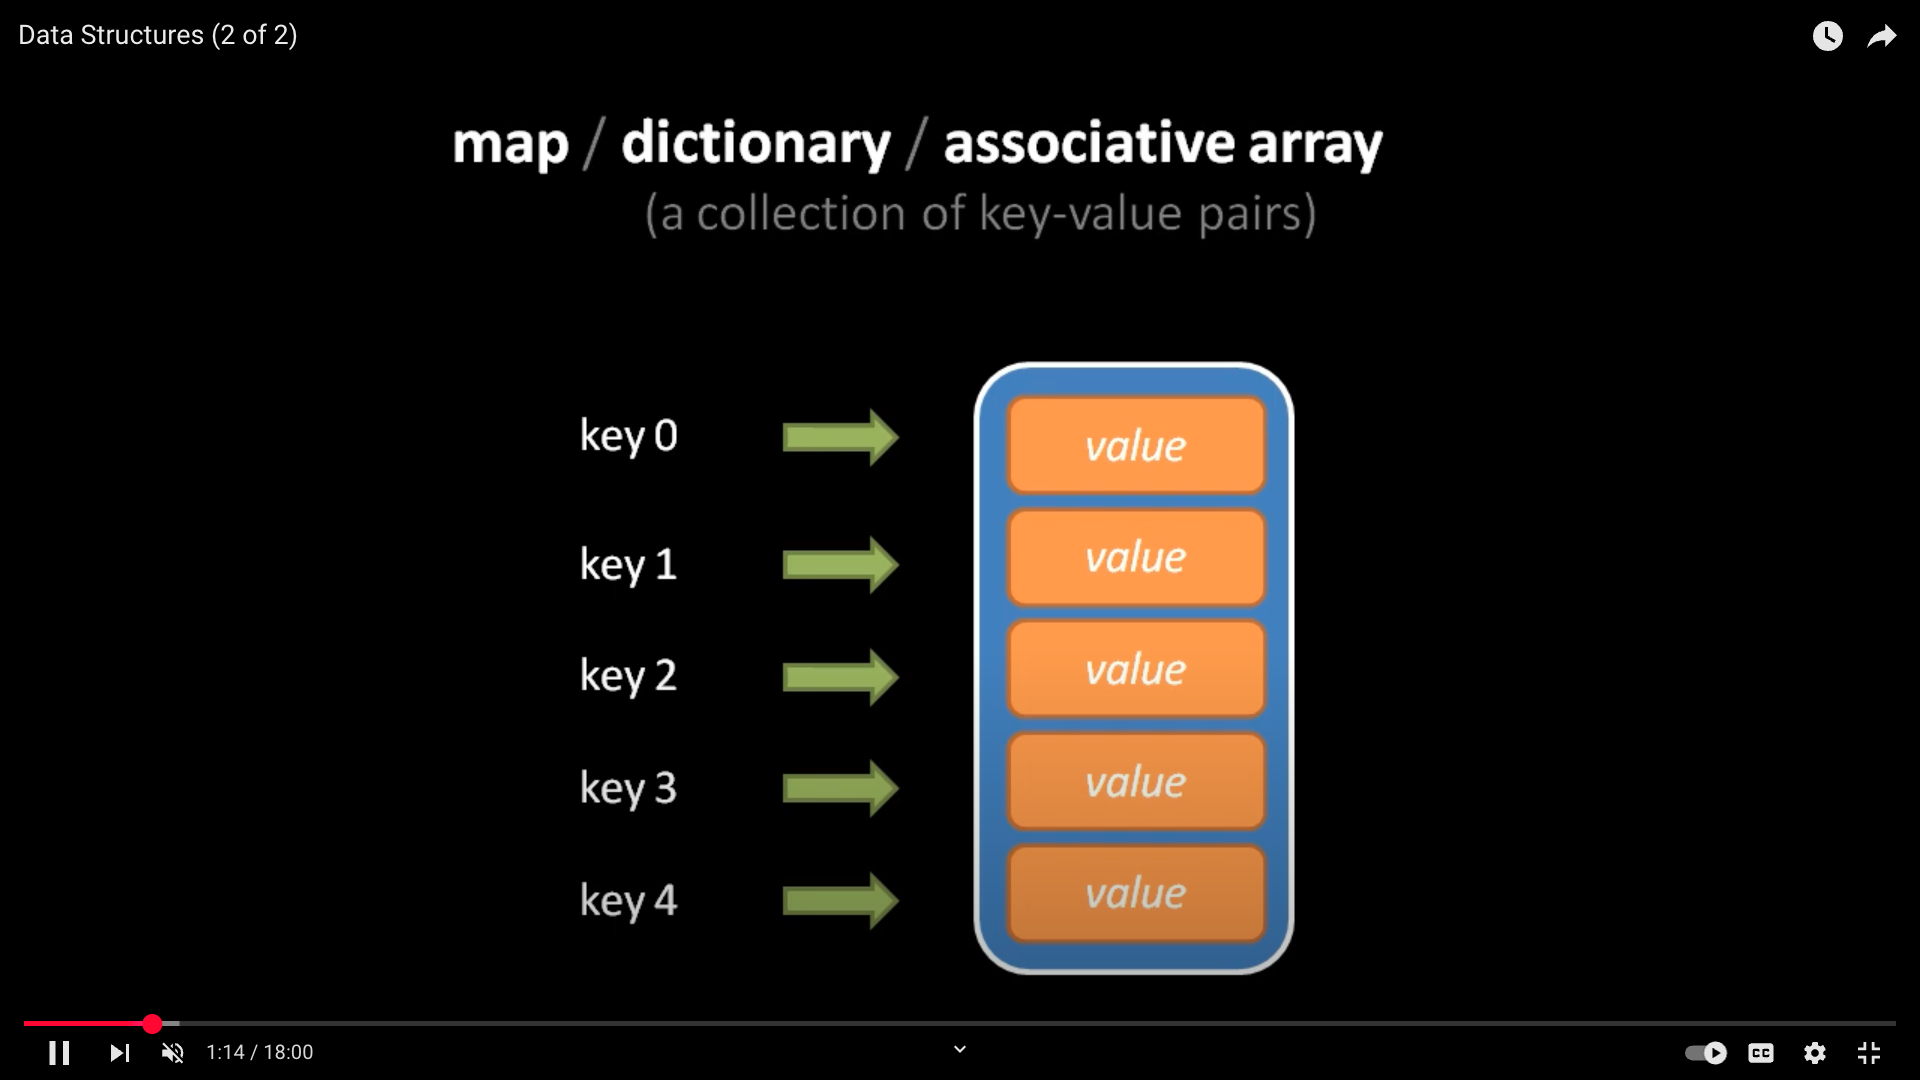 Data Structures (2 of 2)
map / dictionary / associative array
(a collection of key-value pairs)
key 0 value
key 1 value
key 2 value
key 3 value
key 4 value
1:14 / 18:00 CC